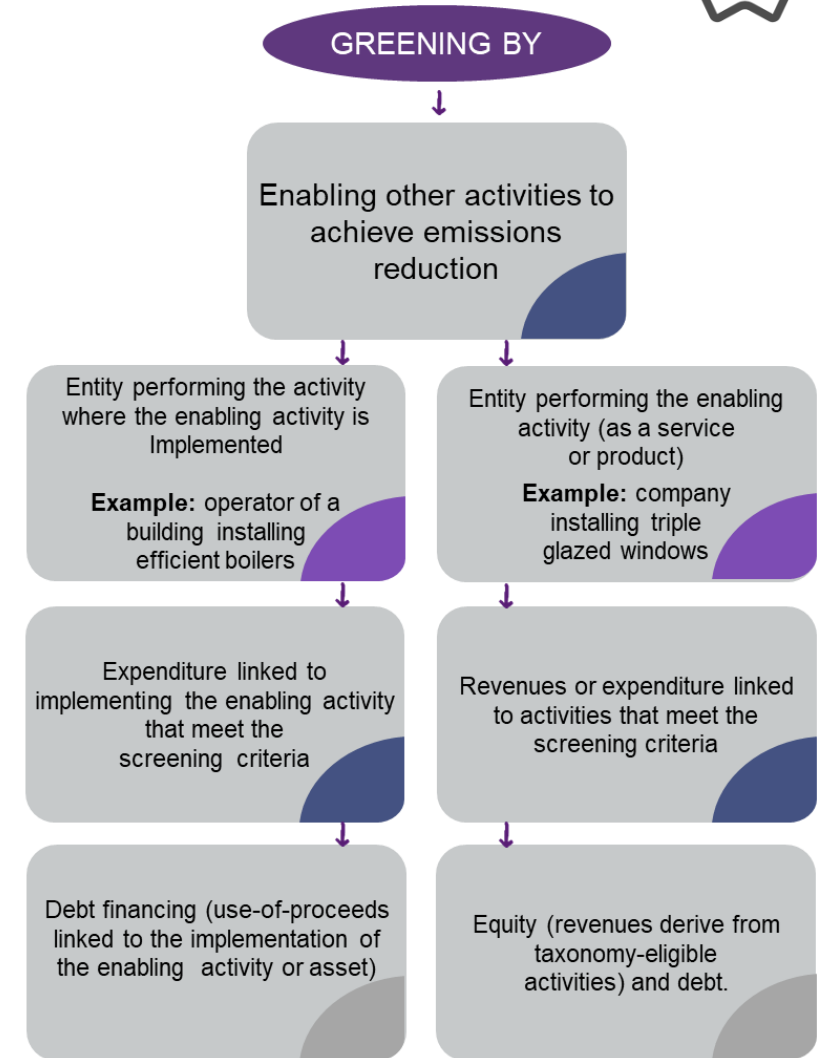 GREENING BY
Enabling other activities to
achieve emissions
reduction
Entity performing the activity
where the enabling activity is
Implemented
Example: operator of a
building installing
efficient boilers
Entity performing the enabling
activity (as a service
or product)
Example: company
installing triple
glazed windows
Expenditure linked to
implementing the enabling activity
that meet the
screening criteria
Revenues or expenditure linked
to activities that meet the
screening criteria
Debt financing (use-of-proceeds
linked to the implementation of
the enabling activity or asset)
Equity (revenues derive from
taxonomy-eligible
activities) and debt.